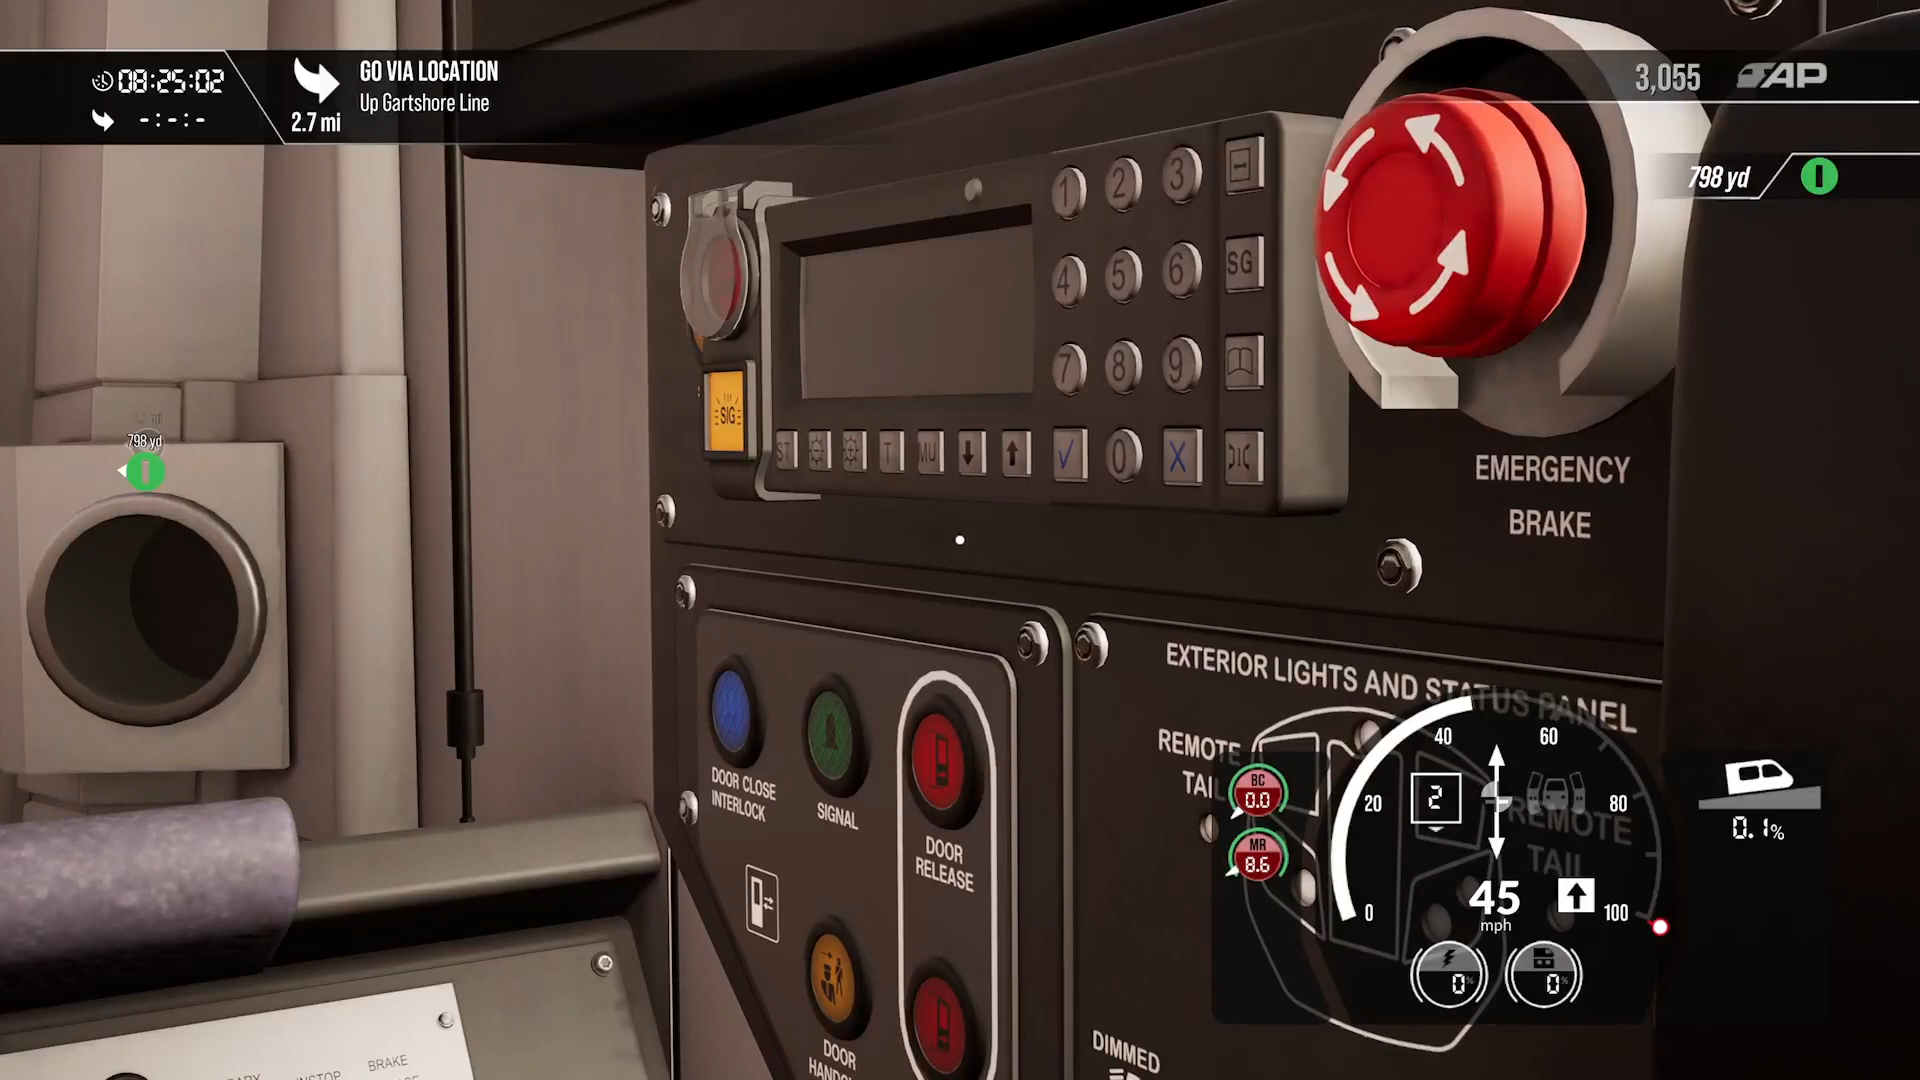 08:25:02
-:-:-
2.7 mi
GO VIA LOCATION
Up Gartshore Line
3,055 AP
798 yd
798 yd
1 2 3
4 5 6 SG
7 8 9
SIG
ST T MU 0
EMERGENCY
BRAKE
EXTERIOR LIGHTS AND STATUS PANEL
REMOTE
TAIL
REMOTE
TAIL
DOOR CLOSE
INTERLOCK
SIGNAL
DOOR
RELEASE
DOOR
DIMMED
BRAKE
BC
0.0
MR
8.6
0 20 40 60 80 100
2
45
mph
0%
0%
0.1%